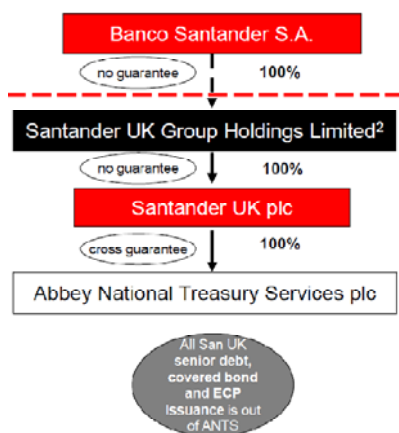 Banco Santander S.A.
no guarantee 100%
Santander UK Group Holdings Limited²
no guarantee 100%
Santander UK plc
cross guarantee 100%
Abbey National Treasury Services plc
All San UK
senior debt,
covered bond
and ECP
issuance is out
of ANTS